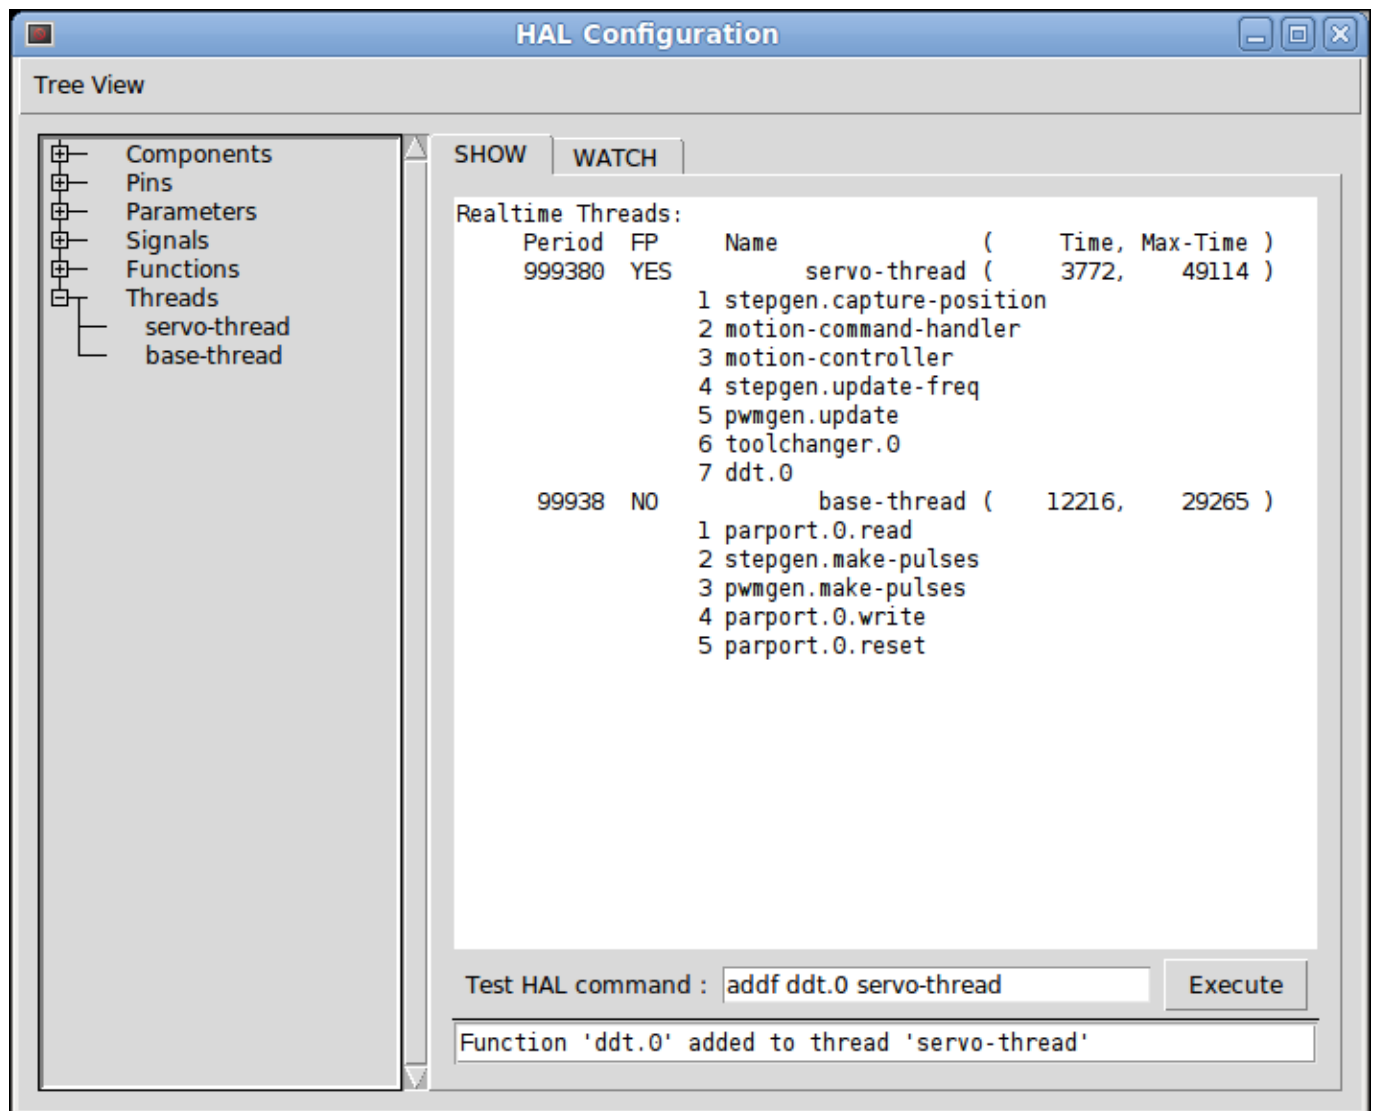 HAL Configuration
Tree View
Components
Pins
Parameters
Signals
Functions
Threads
servo-thread
base-thread
SHOW WATCH
Realtime Threads:
Period FP Name ( Time, Max-Time )
999380 YES servo-thread ( 3772, 49114 )
1 stepgen.capture-position
2 motion-command-handler
3 motion-controller
4 stepgen.update-freq
5 pwmgen.update
6 toolchanger.0
7 ddt.0
99938 NO base-thread ( 12216, 29265 )
1 parport.0.read
2 stepgen.make-pulses
3 pwmgen.make-pulses
4 parport.0.write
5 parport.0.reset
Test HAL command : addf ddt.0 servo-thread Execute
Function 'ddt.0' added to thread 'servo-thread'